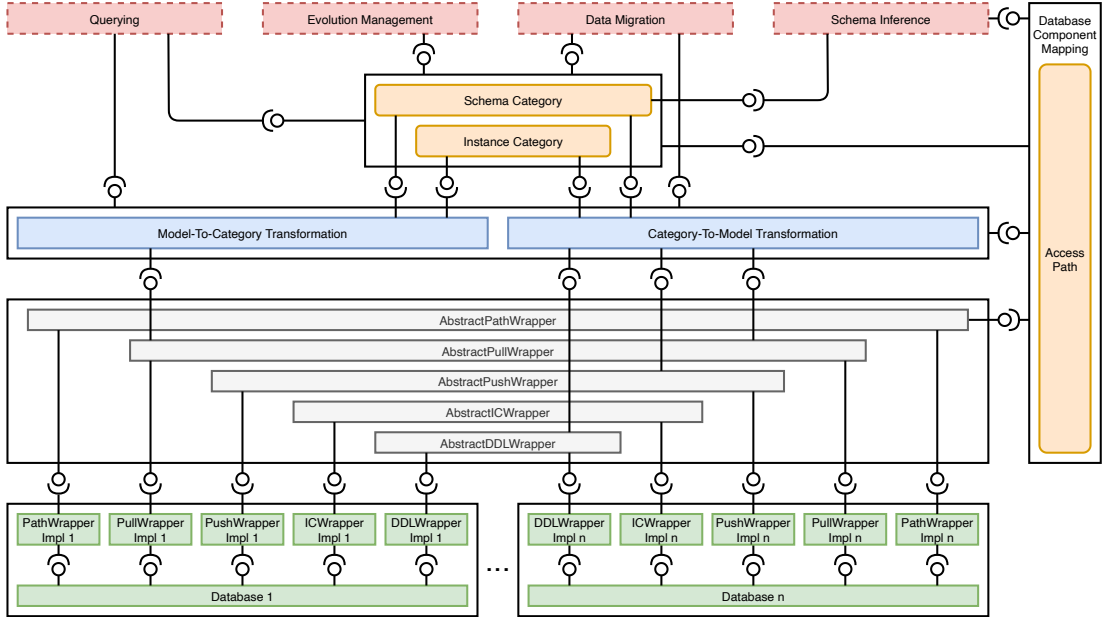 Querying
Evolution Management
Data Migration
Schema Inference
Database
Component
Mapping
Schema Category
Instance Category
Model-To-Category Transformation
Category-To-Model Transformation
Access
Path
AbstractPathWrapper
AbstractPullWrapper
AbstractPushWrapper
AbstractICWrapper
AbstractDDLWrapper
PathWrapper
Impl 1
PullWrapper
Impl 1
PushWrapper
Impl 1
ICWrapper
Impl 1
DDLWrapper
Impl 1
DDLWrapper
Impl n
ICWrapper
Impl n
PushWrapper
Impl n
PullWrapper
Impl n
PathWrapper
Impl n
...
Database 1
Database n